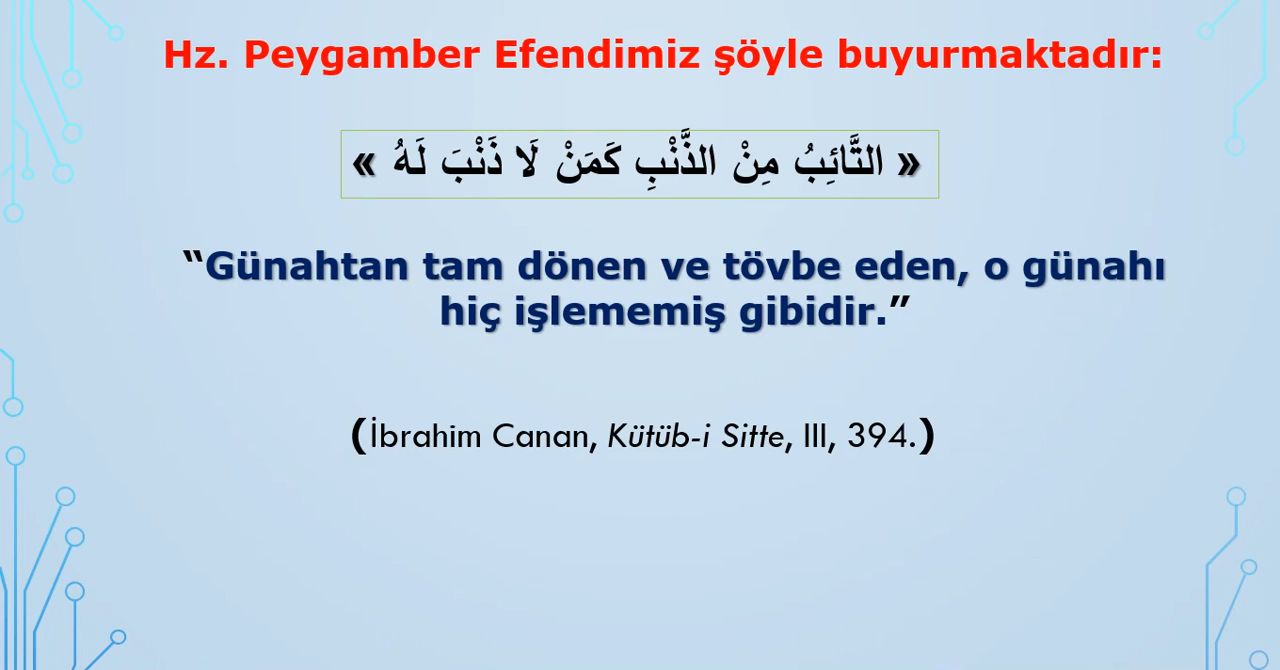 Hz. Peygamber Efendimiz şöyle buyurmaktadır:
« التَّائِبُ مِنْ الذَّنْبِ كَمَنْ لَا ذَنْبَ لَهُ »
“Günahtan tam dönen ve tövbe eden, o günahı
hiç işlememiş gibidir.”
(İbrahim Canan, Kütüb-i Sitte, III, 394.)